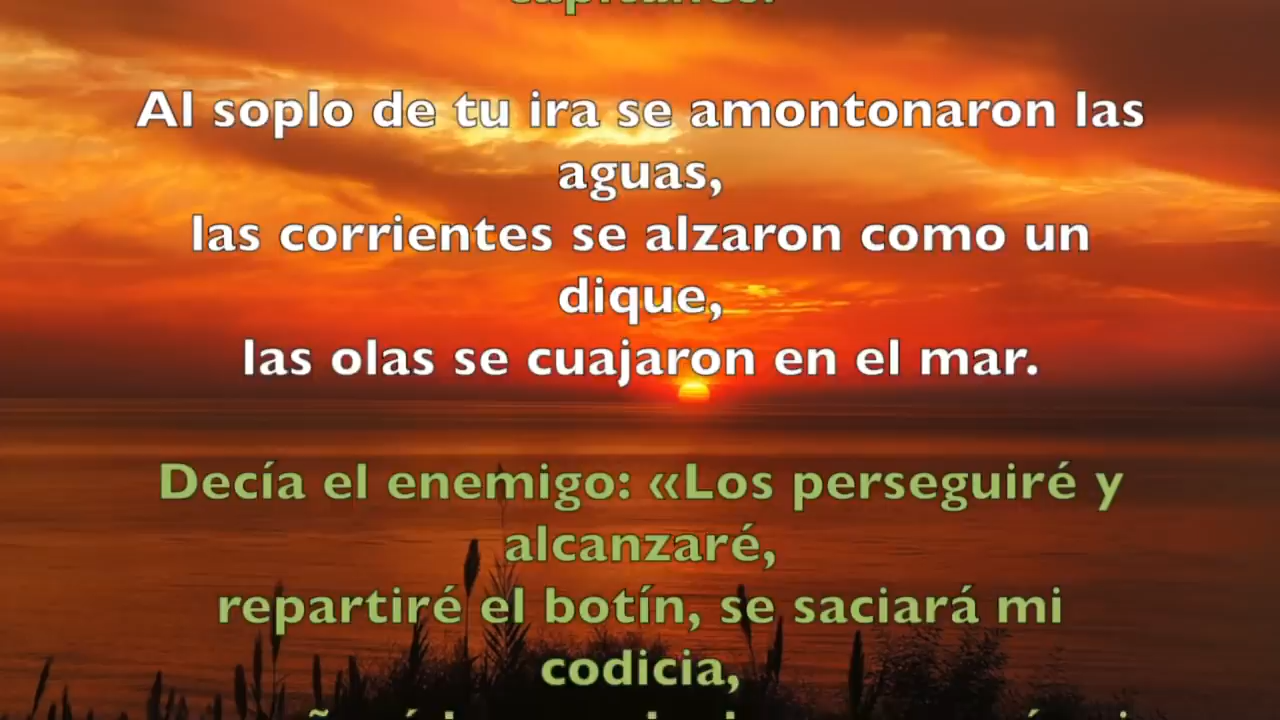 Al soplo de tu ira se amontonaron las
aguas,
las corrientes se alzaron como un
dique,
las olas se cuajaron en el mar.
Decía el enemigo: «Los perseguiré y
alcanzaré,
repartiré el botín, se saciará mi
codicia,